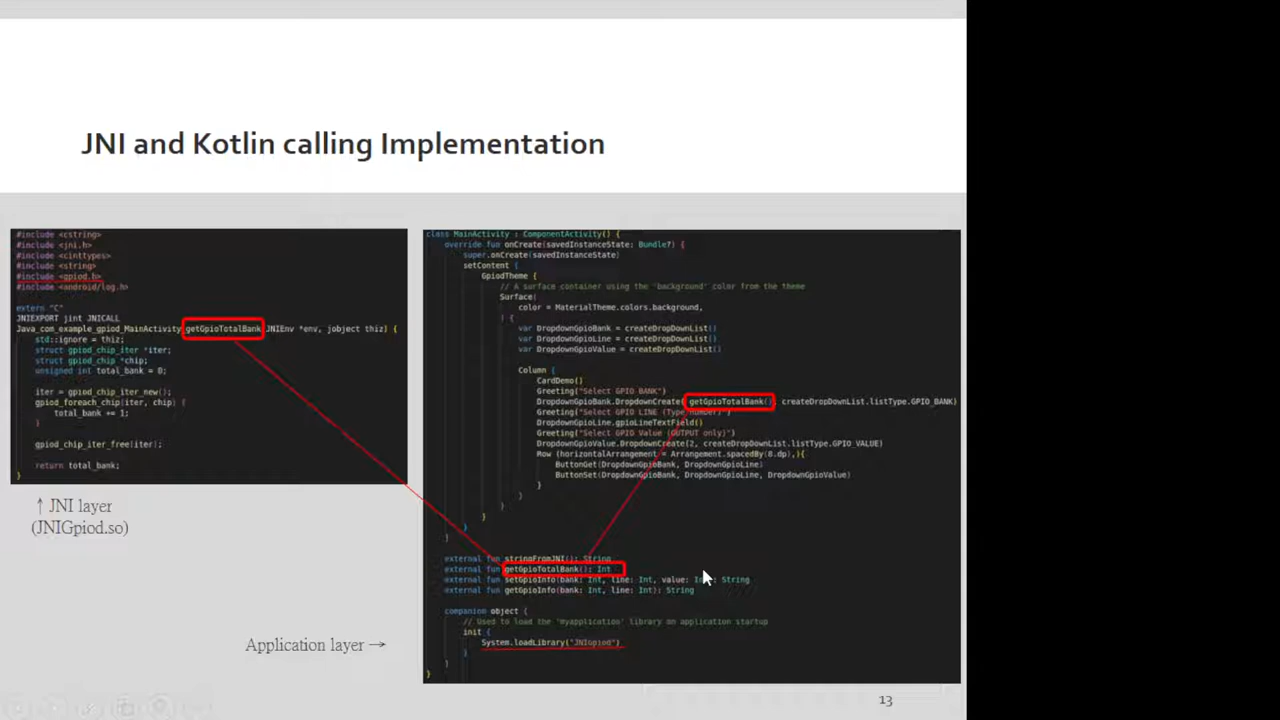 JNI and Kotlin calling Implementation
#include <cstring>
#include <jni.h>
#include <cinttypes>
#include <string>
#include <gpiod.h>
#include <android/log.h>
extern "C"
JNIEXPORT jint JNICALL
Java_com_example_gpiod_MainActivity_getGpioTotalBank(JNIEnv *env, jobject thiz) {
std::ignore = thiz;
struct gpiod_chip_iter *iter;
struct gpiod_chip *chip;
unsigned int total_bank = 0;
iter = gpiod_chip_iter_new();
gpiod_foreach_chip(iter, chip) {
total_bank += 1;
}
gpiod_chip_iter_free(iter);
return total_bank;
}
↑ JNI layer
(JNIGpiod.so)
class MainActivity : ComponentActivity() {
override fun onCreate(savedInstanceState: Bundle?) {
super.onCreate(savedInstanceState)
setContent {
GpiodTheme {
// A surface container using the 'background' color from the theme
Surface(
color = MaterialTheme.colors.background,
) {
var DropdownGpioBank = createDropDownList()
var DropdownGpioLine = createDropDownList()
var DropdownGpioValue = createDropDownList()
Column {
CardDemo()
Greeting("Select GPIO BANK")
DropdownGpioBank.DropdownCreate(getGpioTotalBank(), createDropDownList.listType.GPIO_BANK)
Greeting("Select GPIO LINE (Type number)")
DropdownGpioLine.gpioLineTextField()
Greeting("Select GPIO Value (OUTPUT only)")
DropdownGpioValue.DropdownCreate(2, createDropDownList.listType.GPIO_VALUE)
Row (horizontalArrangement = Arrangement.spacedBy(8.dp),){
ButtonGet(DropdownGpioBank, DropdownGpioLine)
ButtonSet(DropdownGpioBank, DropdownGpioLine, DropdownGpioValue)
}
}
}
}
}
}
external fun stringFromJNI(): String
external fun getGpioTotalBank(): Int
external fun setGpioInfo(bank: Int, line: Int, value: Int): String
external fun getGpioInfo(bank: Int, line: Int): String
companion object {
// Used to load the 'myapplication' library on application startup
init {
System.loadLibrary("JNIgpiod")
}
}
}
Application layer →
13